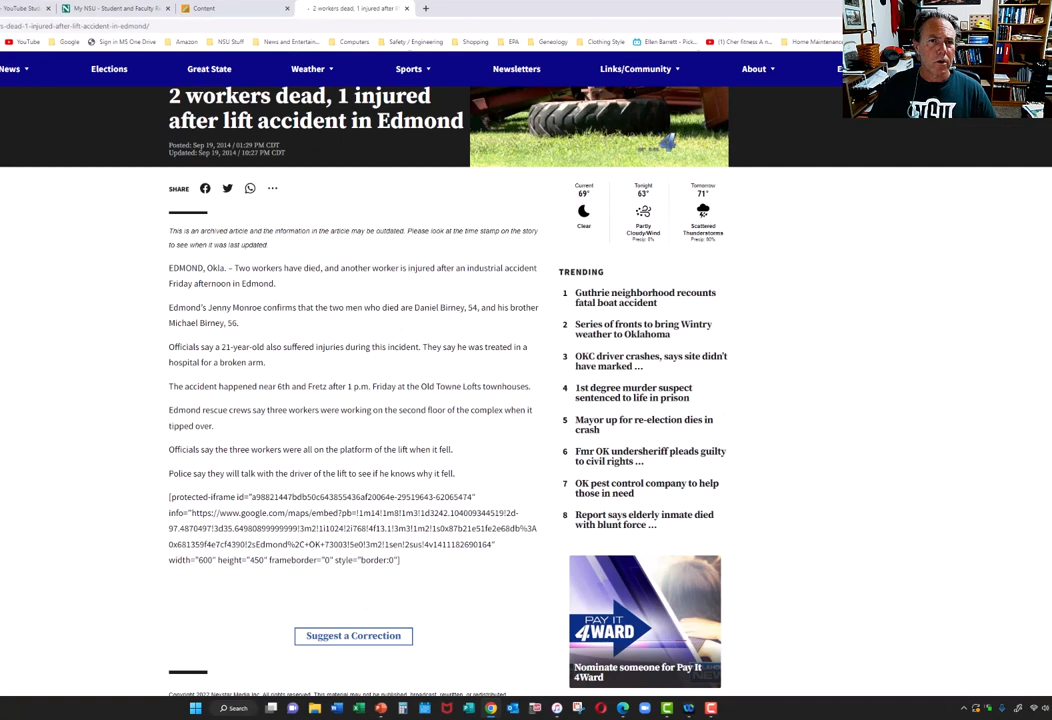 My NSU - Student and Faculty Re
Content
2 workers dead, 1 injured after lif
s-dead-1-injured-after-lift-accident-in-edmond/
YouTube
Google
Sign in MS One Drive
Amazon
NSU Stuff
News and Entertain...
Computers
Safety / Engineering
Shopping
EPA
Geneology
Clothing Style
Ellen Barrett - Pick...
(1) Cher Fitness A n...
Home Maintenance
News
Elections
Great State
Weather
Sports
Newsletters
Links/Community
About
2 workers dead, 1 injured
after lift accident in Edmond
Posted: Sep 19, 2014 / 01:29 PM CDT
Updated: Sep 19, 2014 / 10:27 PM CDT
4
SHARE
Current
69°
Clear
Tonight
63°
Partly
Cloudy/Wind
Precip: 8%
Tomorrow
71°
Scattered
Thunderstorms
Precip: 80%
This is an archived article and the information in the article may be outdated. Please look at the time stamp on the story
to see when it was last updated.
EDMOND, Okla. – Two workers have died, and another worker is injured after an industrial accident
Friday afternoon in Edmond.
Edmond's Jenny Monroe confirms that the two men who died are Daniel Birney, 54, and his brother
Michael Birney, 56.
Officials say a 21-year-old also suffered injuries during this incident. They say he was treated in a
hospital for a broken arm.
The accident happened near 6th and Fretz after 1 p.m. Friday at the Old Towne Lofts townhouses.
Edmond rescue crews say three workers were working on the second floor of the complex when it
tipped over.
Officials say the three workers were all on the platform of the lift when it fell.
Police say they will talk with the driver of the lift to see if he knows why it fell.
[protected-iframe id="a98821447bdb50c643855436af20064e-29519643-62065474"
info="https://www.google.com/maps/embed?pb=!1m14!1m8!1m3!1d3242.104009344519!2d-
97.4870497!3d35.64980899999999!3m2!1i1024!2i768!4f13.1!3m3!1m2!1s0x87b21e51fe2e68db%3A
0x681359f4e7cf4390!2sEdmond%2C+OK+73003!5e0!3m2!1sen!2sus!4v1411182690164"
width="600" height="450" frameborder="0" style="border:0"]
TRENDING
1 Guthrie neighborhood recounts
fatal boat accident
2 Series of fronts to bring Wintry
weather to Oklahoma
3 OKC driver crashes, says site didn't
have marked ...
4 1st degree murder suspect
sentenced to life in prison
5 Mayor up for re-election dies in
crash
6 Fmr OK undersheriff pleads guilty
to civil rights ...
7 OK pest control company to help
those in need
8 Report says elderly inmate died
with blunt force ...
PAY IT
4WARD
Nominate someone for Pay It
4Ward
Suggest a Correction
Copyright 2022 Nexstar Media Inc. All rights reserved. This material may not be published, broadcast, rewritten, or redistributed.
Search